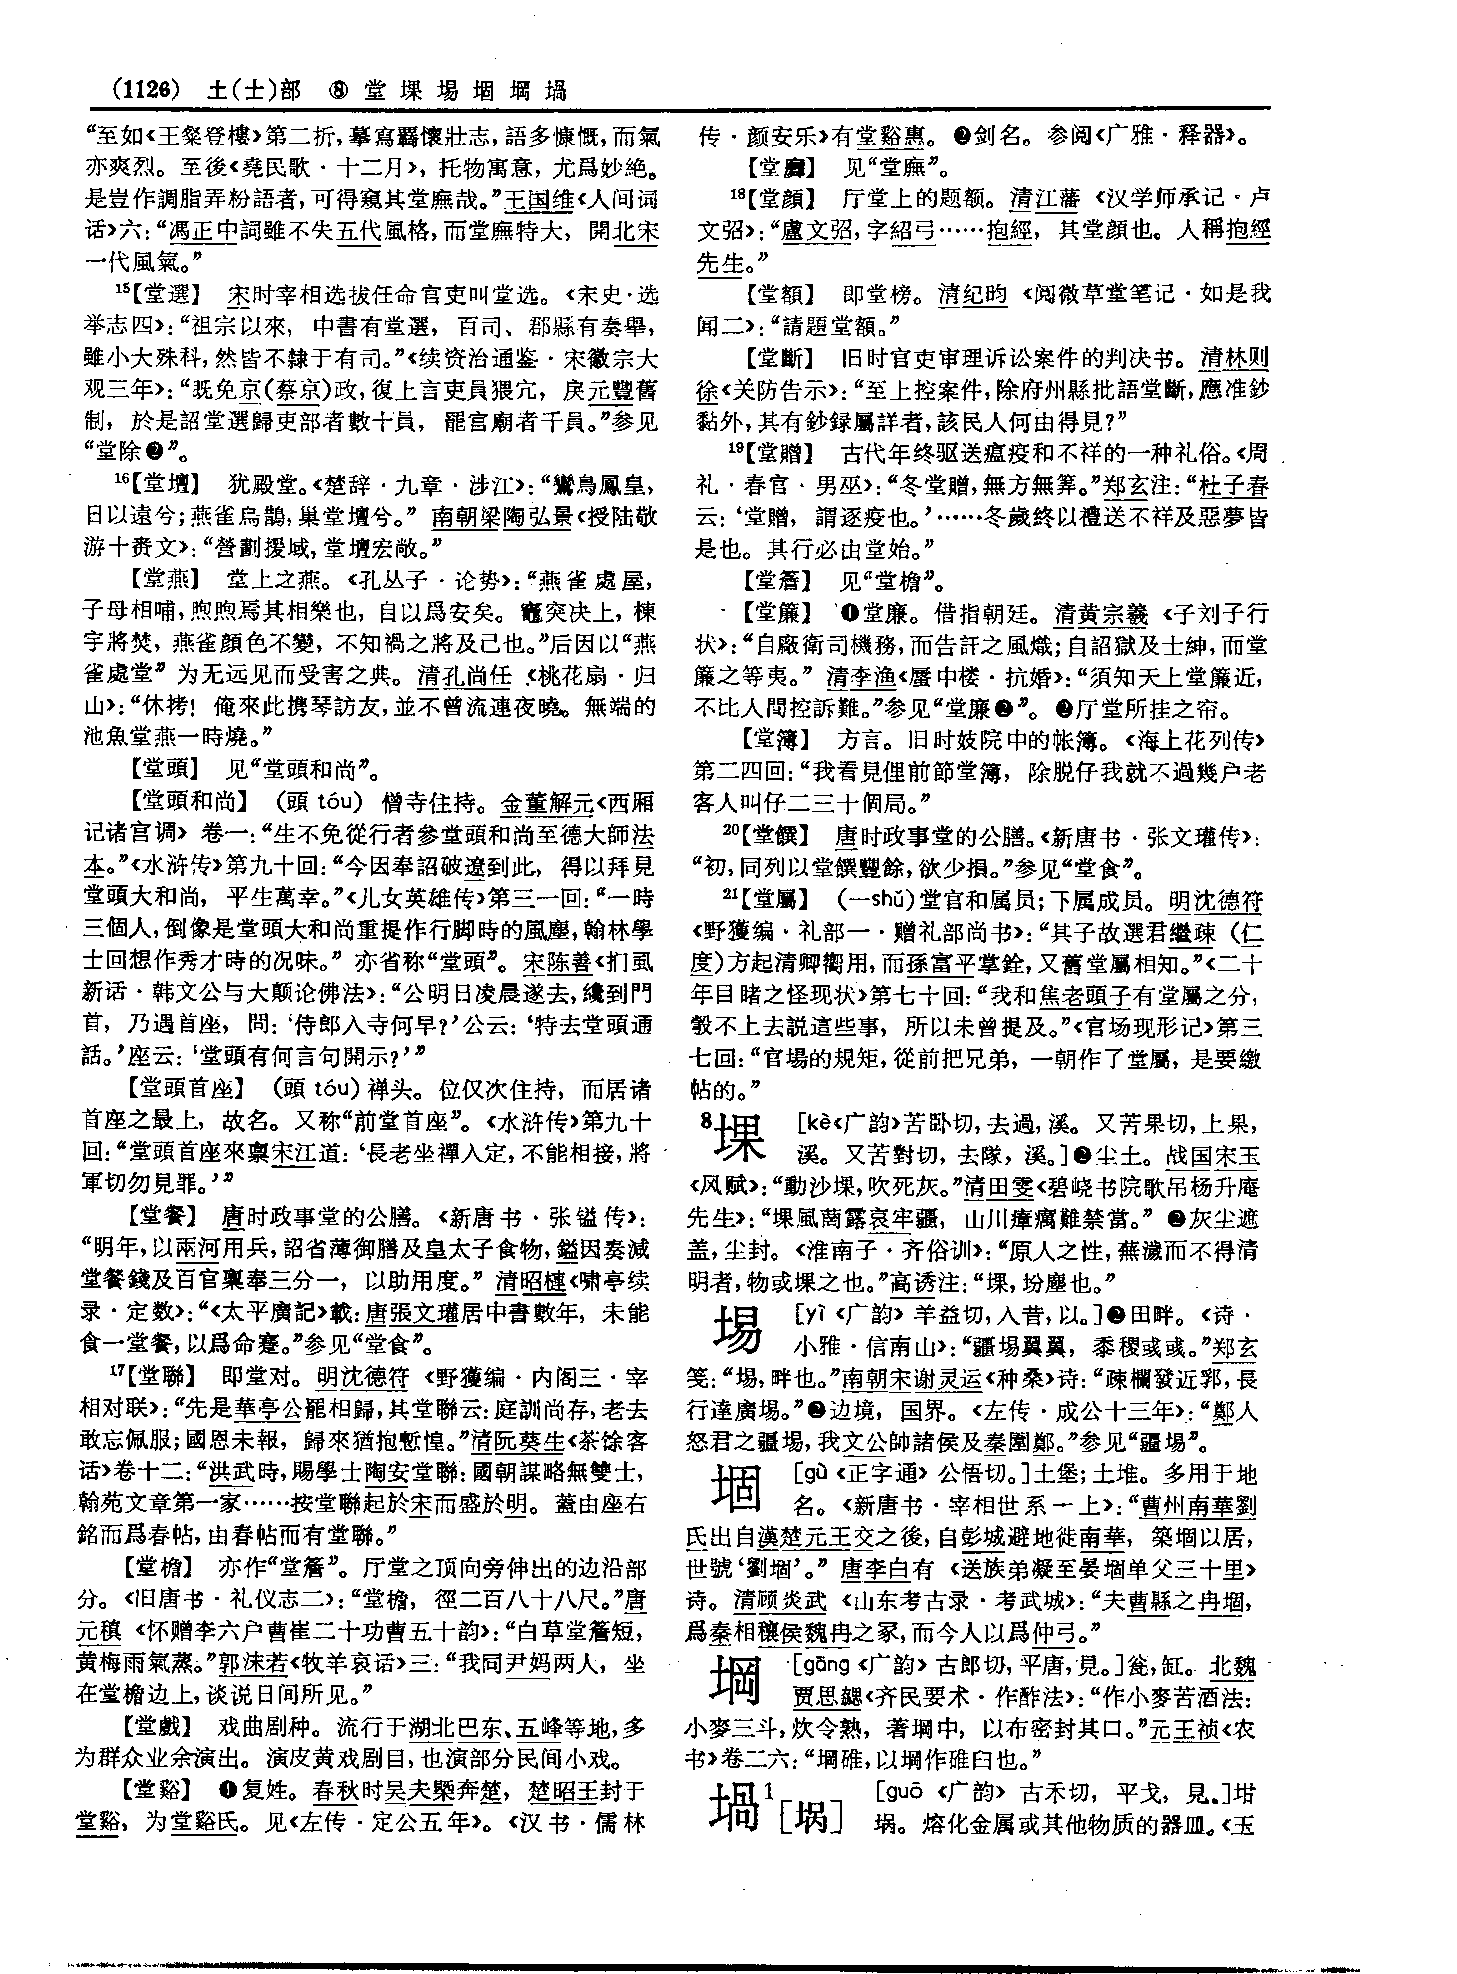 (1126) 土(士)部 ⑧ 堂堁埸堌堈堝
“至如《王粲登樓》第二折，摹寫羁懷壯志，語多慷慨，而氣
亦爽烈。至後《堯民歌·十二月》，托物寓意，尤爲妙絶。
是豈作調脂弄粉語者，可得窺其堂廡哉。”王国维《人间词
话》六：“馮正中詞雖不失五代風格，而堂廡特大，開北宋
一代風氣。”
15【堂選】 宋时宰相选拔任命官吏叫堂选。《宋史·选
举志四》：“祖宗以來，中書有堂選，百司、郡縣有奏舉，
雖小大殊科，然皆不隸于有司。”《续资治通鉴·宋徽宗大
观三年》：“既免京(蔡京)政，復上言吏員猥冗，戾元豐舊
制，於是詔堂選歸吏部者數十員，罷宫廟者千員。”参见
“堂除❷”。
16【堂壇】 犹殿堂。《楚辞·九章·涉江》：“鸞鳥鳳皇，
日以遠兮；燕雀烏鵲，巢堂壇兮。” 南朝梁陶弘景《授陆敬
游十赉文》：“營劃援域，堂壇宏敞。”
【堂燕】 堂上之燕。《孔丛子·论势》：“燕雀處屋，
子母相哺，煦煦焉其相樂也，自以爲安矣。竈突决上，棟
宇將焚，燕雀顔色不變，不知禍之將及己也。”后因以“燕
雀處堂”为无远见而受害之典。清孔尚任《桃花扇·归
山》：“休拷！俺來此携琴訪友，並不曾流連夜曉。無端的
池魚堂燕一時燒。”
【堂頭】 见“堂頭和尚”。
【堂頭和尚】 (頭 tóu) 僧寺住持。金董解元《西厢
记诸宫调》卷一：“生不免從行者參堂頭和尚至德大師法
本。”《水浒传》第九十回：“今因奉詔破遼到此，得以拜見
堂頭大和尚，平生萬幸。”《儿女英雄传》第三一回：“一時
三個人，倒像是堂頭大和尚重提作行脚時的風塵，翰林學
士回想作秀才時的况味。” 亦省称“堂頭”。宋陈善《扪虱
新话·韩文公与大颠论佛法》：“公明日凌晨遂去，纔到門
首，乃遇首座，問：‘侍郎入寺何早？’公云：‘特去堂頭通
話。’座云：‘堂頭有何言句開示？’”
【堂頭首座】 (頭 tóu) 禅头。位仅次住持，而居诸
首座之最上，故名。又称“前堂首座”。《水浒传》第九十
回：“堂頭首座來稟宋江道：‘長老坐禪入定，不能相接，將
軍切勿見罪。’”
【堂餐】 唐时政事堂的公膳。《新唐书·张镒传》：
“明年，以兩河用兵，詔省薄御膳及皇太子食物，鎰因奏減
堂餐錢及百官稟奉三分一，以助用度。” 清昭梿《啸亭续
录·定数》：“《太平廣記》載：唐張文瓘居中書數年，未能
食一堂餐，以爲命蹇。”参见“堂食”。
17【堂聯】 即堂对。明沈德符《野獲编·内阁三·宰
相对联》：“先是華亭公罷相歸，其堂聯云：庭訓尚存，老去
敢忘佩服；國恩未報，歸來猶抱慙惶。”清阮葵生《茶馀客
话》卷十二：“洪武時，賜學士陶安堂聯：國朝謀略無雙士，
翰苑文章第一家……按堂聯起於宋而盛於明。蓋由座右
銘而爲春帖，由春帖而有堂聯。”
【堂檐】 亦作“堂簷”。厅堂之顶向旁伸出的边沿部
分。《旧唐书·礼仪志二》：“堂檐，徑二百八十八尺。”唐
元稹《怀赠李六户曹崔二十功曹五十韵》：“白草堂簷短，
黄梅雨氣蒸。”郭沫若《牧羊哀话》三：“我同尹妈两人，坐
在堂檐边上，谈说日间所见。”
【堂戲】 戏曲剧种。流行于湖北巴东、五峰等地，多
为群众业余演出。演皮黄戏剧目，也演部分民间小戏。
【堂谿】 ❶复姓。春秋时吴夫槩奔楚，楚昭王封于
堂谿，为堂谿氏。见《左传·定公五年》。《汉书·儒林
传·颜安乐》有堂谿惠。❷剑名。参阅《广雅·释器》。
【堂廡】 见“堂廡”。
18【堂顔】 厅堂上的题额。清江藩《汉学师承记·卢
文弨》：“盧文弨，字紹弓……抱經，其堂顔也。人稱抱經
先生。”
【堂額】 即堂榜。清纪昀《阅微草堂笔记·如是我
闻二》：“請題堂額。”
【堂斷】 旧时官吏审理诉讼案件的判决书。清林则
徐《关防告示》：“至上控案件，除府州縣批語堂斷，應准鈔
黏外，其有鈔録屬詳者，該民人何由得見？”
19【堂贈】 古代年终驱送瘟疫和不祥的一种礼俗。《周
礼·春官·男巫》：“冬堂贈，無方無筭。”郑玄注：“杜子春
云：‘堂贈，謂逐疫也。’……冬歲終以禮送不祥及惡夢皆
是也。其行必由堂始。”
【堂簷】 见“堂檐”。
【堂簾】 ❶堂廉。借指朝廷。清黄宗羲《子刘子行
状》：“自廠衛司機務，而告訐之風熾；自詔獄及士紳，而堂
簾之等夷。” 清李渔《蜃中楼·抗婚》：“須知天上堂簾近，
不比人間控訴難。”参见“堂廉❷”。❷厅堂所挂之帘。
【堂簿】 方言。旧时妓院中的帐簿。《海上花列传》
第二四回：“我看見俚前節堂簿，除脱仔我就不過幾户老
客人叫仔二三十個局。”
20【堂饌】 唐时政事堂的公膳。《新唐书·张文瓘传》：
“初，同列以堂饌豐餘，欲少損。”参见“堂食”。
21【堂屬】 (—shǔ)堂官和属员；下属成员。明沈德符
《野獲编·礼部一·赠礼部尚书》：“其子故選君繼疎（仁
度)方起清卿嚮用，而孫富平掌銓，又舊堂屬相知。”《二十
年目睹之怪现状》第七十回：“我和焦老頭子有堂屬之分，
彀不上去説這些事，所以未曾提及。”《官场现形记》第三
七回：“官場的規矩，從前把兄弟，一朝作了堂屬，是要繳
帖的。”
8堁 [kè《广韵》苦卧切，去過，溪。又苦果切，上果，
溪。又苦對切，去隊，溪。]❶尘土。战国宋玉
《风赋》：“動沙堁，吹死灰。”清田雯《碧峣书院歌吊杨升庵
先生》：“堁風茼露哀牢疆，山川瘴癘難禁當。” ❷灰尘遮
盖，尘封。《淮南子·齐俗训》：“原人之性，蕪濊而不得清
明者，物或堁之也。”高诱注：“堁，坋塵也。”
埸 [yì《广韵》羊益切，入昔，以。]❶田畔。《诗·
小雅·信南山》：“疆埸翼翼，黍稷彧彧。”郑玄
笺：“埸，畔也。”南朝宋谢灵运《种桑》诗：“疎欄發近郛，長
行達廣埸。”❷边境，国界。《左传·成公十三年》：“鄭人
怒君之疆埸，我文公帥諸侯及秦圍鄭。”参见“疆埸”。
堌 [gù《正字通》公悟切。]土堡；土堆。多用于地
名。《新唐书·宰相世系一上》：“曹州南華劉
氏出自漢楚元王交之後，自彭城避地徙南華，築堌以居，
世號‘劉堌’。” 唐李白有《送族弟凝至晏堌单父三十里》
诗。清顾炎武《山东考古录·考武城》：“夫曹縣之冉堌，
爲秦相穰侯魏冉之冢，而今人以爲仲弓。”
堈 [gāng《广韵》古郎切，平唐，見。]瓮，缸。北魏
贾思勰《齐民要术·作酢法》：“作小麥苦酒法：
小麥三斗，炊令熟，著堈中，以布密封其口。”元王祯《农
书》卷二六：“堈碓，以堈作碓臼也。”
堝1[埚] [guō《广韵》古禾切，平戈，見。]坩
埚。熔化金属或其他物质的器皿。《玉